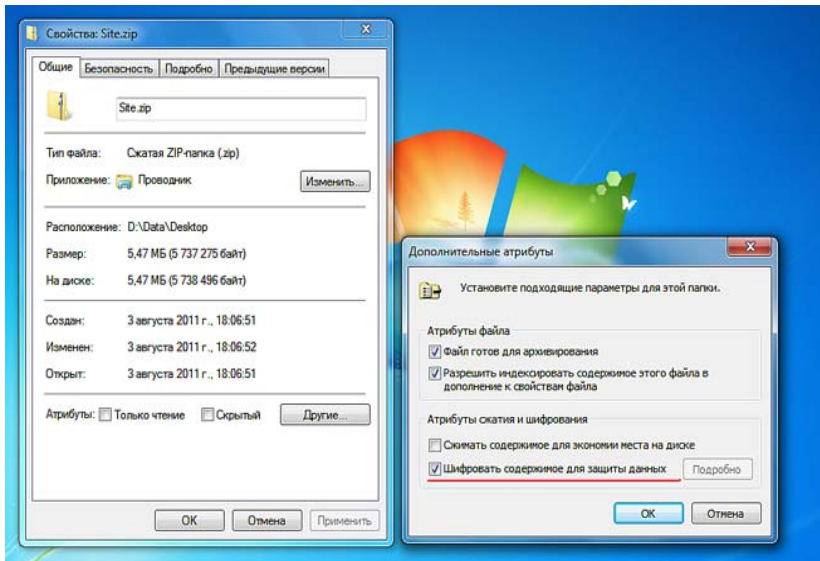 Свойства: Site.zip
Общие Безопасность Подробно Предыдущие версии
Site.zip
Тип файла: Сжатая ZIP-папка (.zip)
Приложение: Проводник Изменить...
Расположение: D:\Data\Desktop
Размер: 5,47 МБ (5 737 275 байт)
На диске: 5,47 МБ (5 738 496 байт)
Создан: 3 августа 2011 г., 18:06:51
Изменен: 3 августа 2011 г., 18:06:52
Открыт: 3 августа 2011 г., 18:06:51
Атрибуты: Только чтение Скрытый Другие...
ОК Отмена Применить
Дополнительные атрибуты
Установите подходящие параметры для этой папки.
Атрибуты файла
Файл готов для архивирования
Разрешить индексировать содержимое этого файла в
дополнение к свойствам файла
Атрибуты сжатия и шифрования
Сжимать содержимое для экономии места на диске
Шифровать содержимое для защиты данных Подробно
ОК Отмена